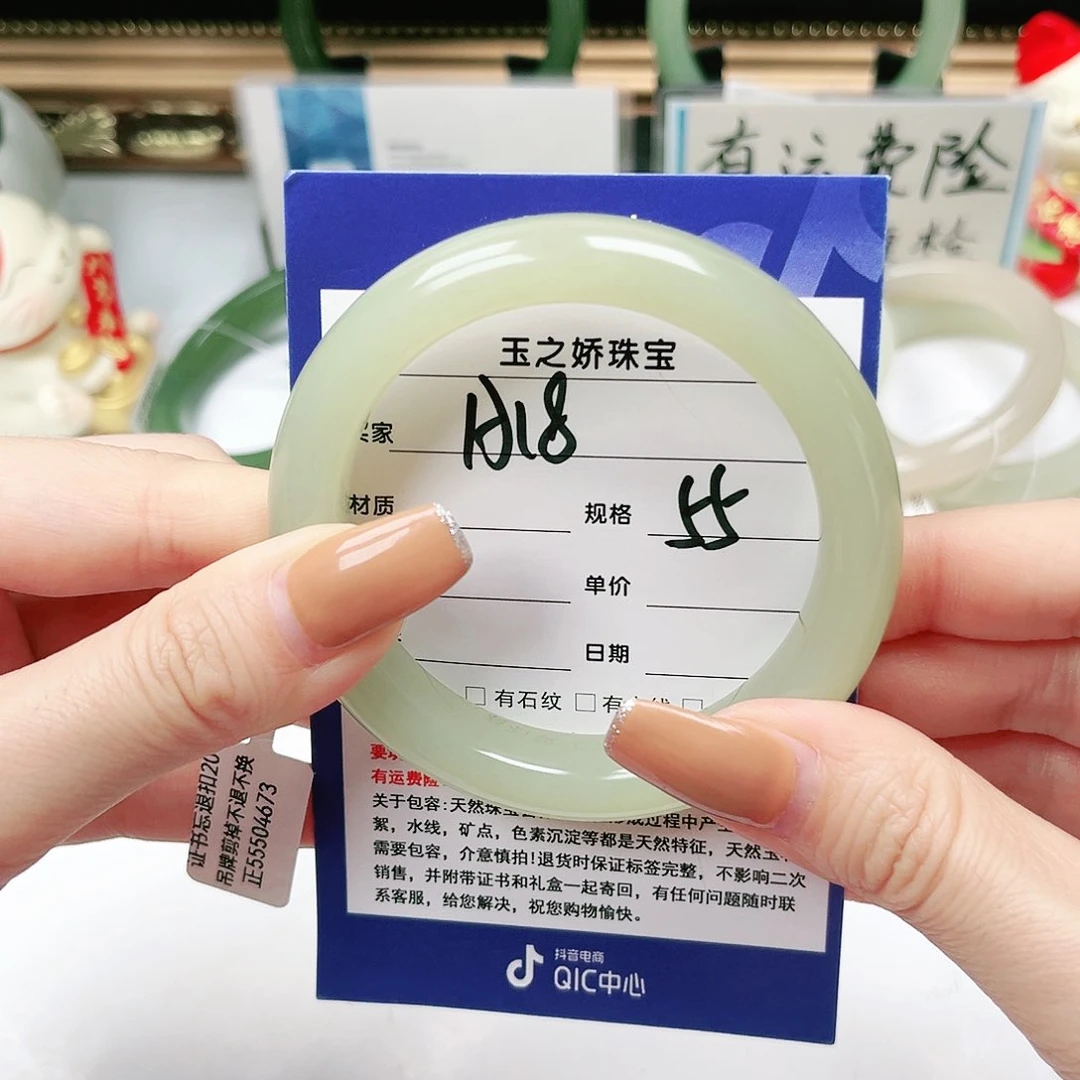 有运费险
玉之娇珠宝
家 H18
材质 规格 55
单价
日期
□ 有石纹 □ 有
有运费险
关于包容:天然珠宝
絮，水线，矿点，色素沉淀等都是天然特征，天然玉
需要包容，介意慎拍!退货时保证标签完整，不影响二次
销售，并附带证书和礼盒一起寄回，有任何问题随时联
系客服，给您解决，祝您购物愉快。
抖音电商
QIC中心
证书忘退扣20
吊牌剪掉不退不换
正55504673